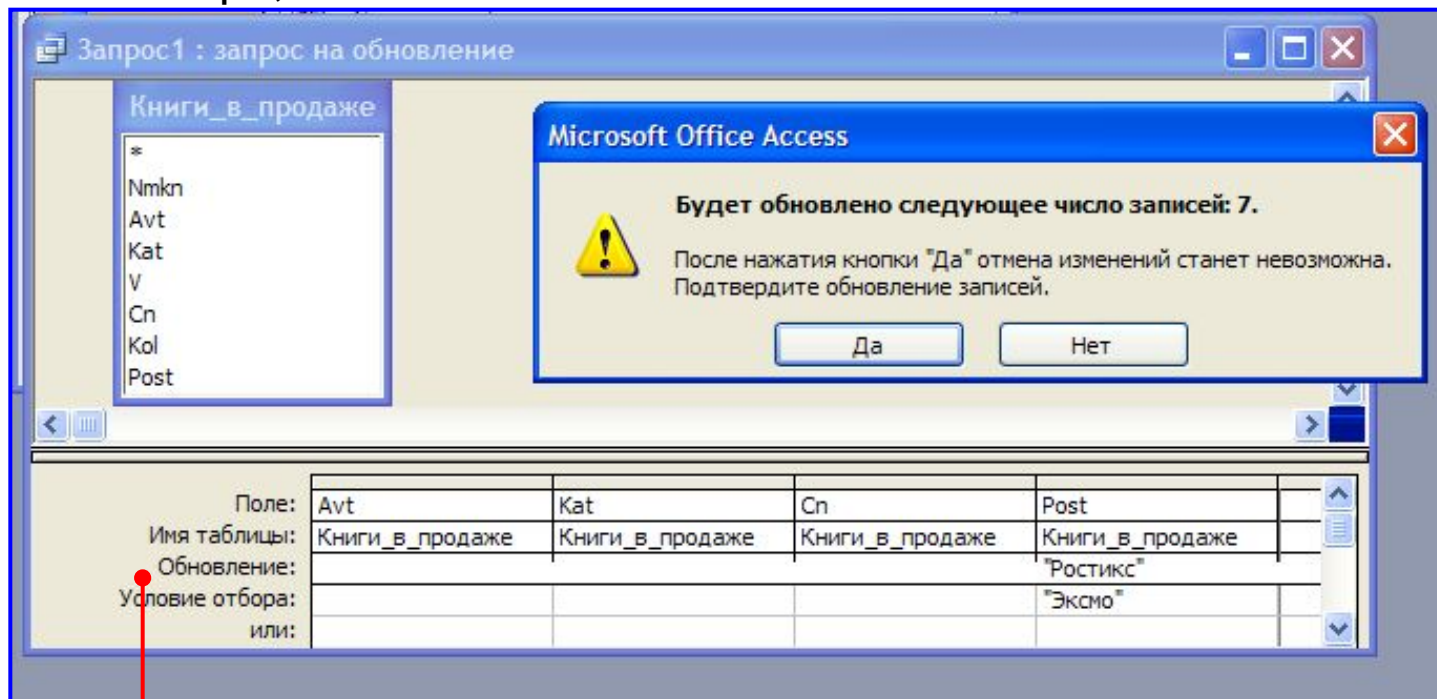 Запрос1 : запрос на обновление
Книги_в_продаже
*
Nmkn
Avt
Kat
V
Cn
Kol
Post
Microsoft Office Access
Будет обновлено следующее число записей: 7.
После нажатия кнопки "Да" отмена изменений станет невозможна.
Подтвердите обновление записей.
Да Нет
Поле: Avt Kat Cn Post
Имя таблицы: Книги_в_продаже Книги_в_продаже Книги_в_продаже Книги_в_продаже
Обновление: "Ростикс"
Условие отбора: "Эксмо"
или: